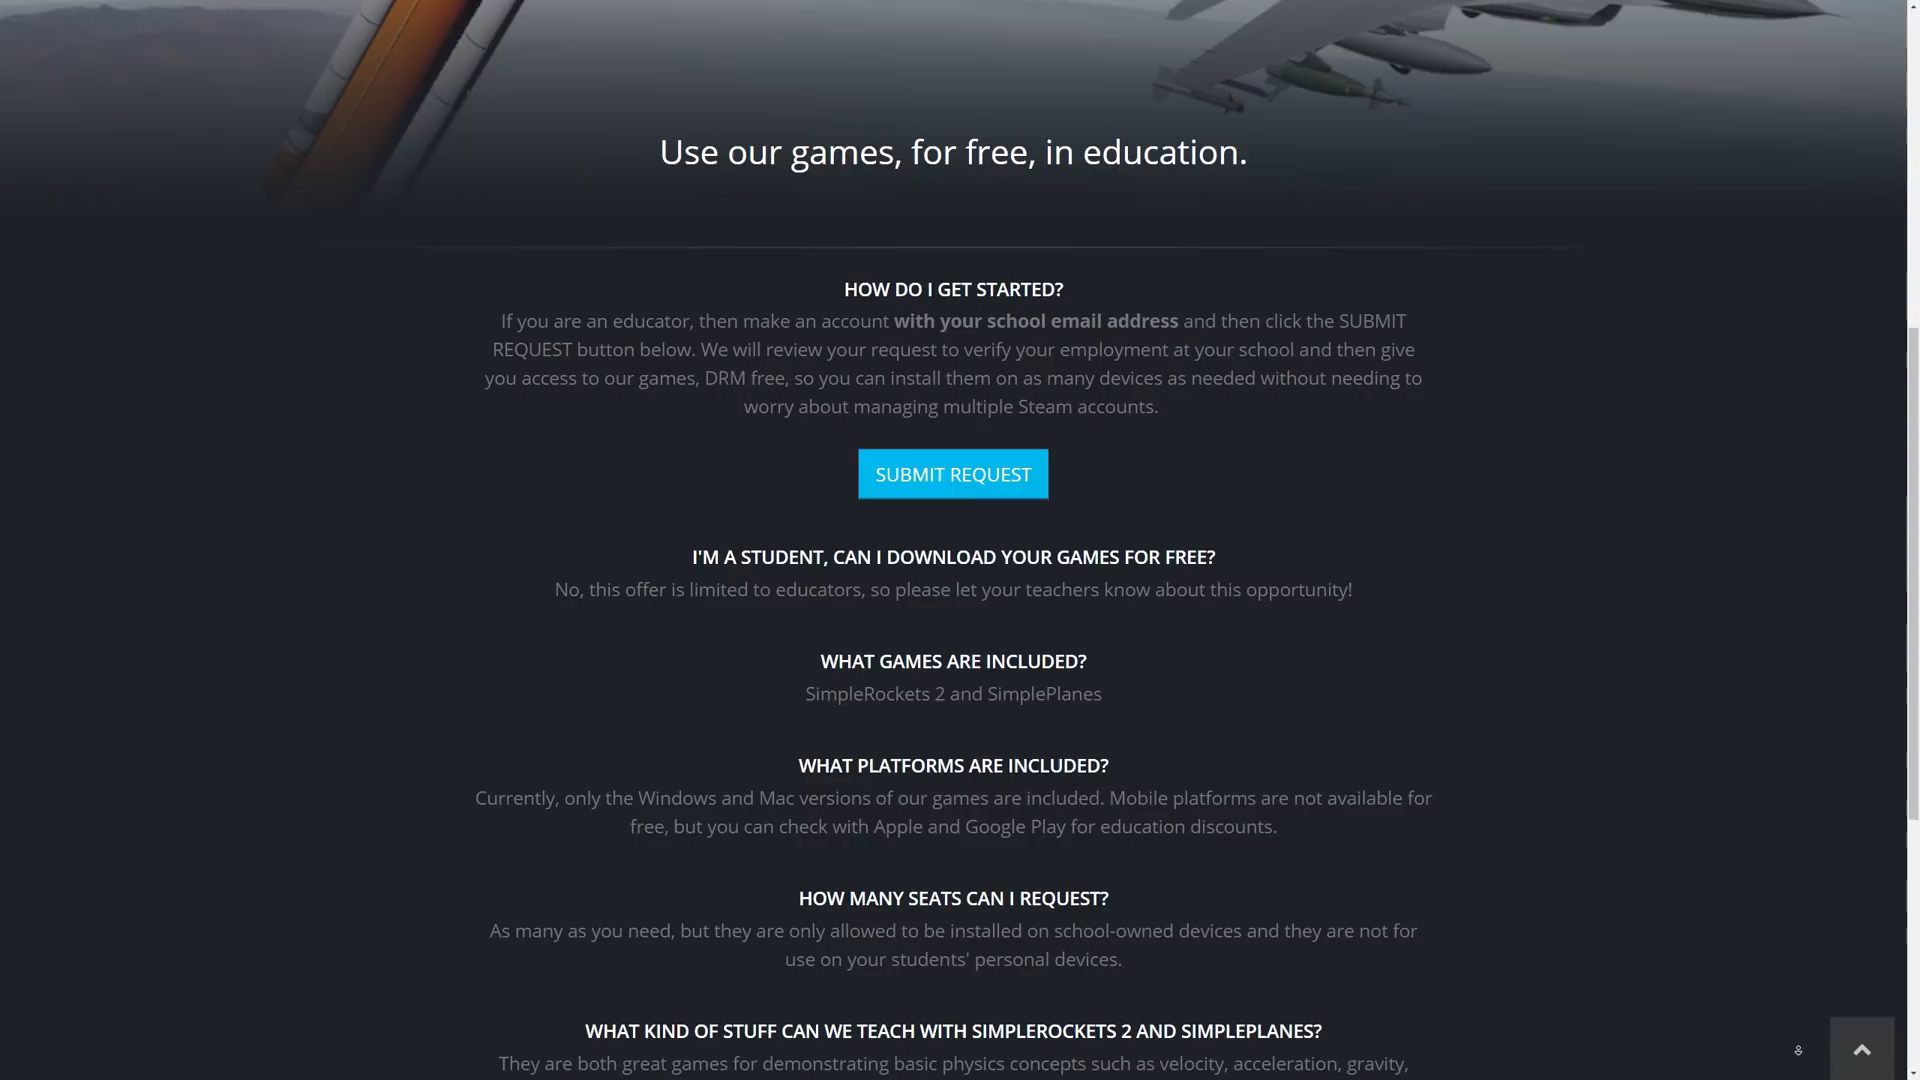 Use our games, for free, in education.
HOW DO I GET STARTED?
If you are an educator, then make an account with your school email address and then click the SUBMIT
REQUEST button below. We will review your request to verify your employment at your school and then give
you access to our games, DRM free, so you can install them on as many devices as needed without needing to
worry about managing multiple Steam accounts.
SUBMIT REQUEST
I'M A STUDENT, CAN I DOWNLOAD YOUR GAMES FOR FREE?
No, this offer is limited to educators, so please let your teachers know about this opportunity!
WHAT GAMES ARE INCLUDED?
SimpleRockets 2 and SimplePlanes
WHAT PLATFORMS ARE INCLUDED?
Currently, only the Windows and Mac versions of our games are included. Mobile platforms are not available for
free, but you can check with Apple and Google Play for education discounts.
HOW MANY SEATS CAN I REQUEST?
As many as you need, but they are only allowed to be installed on school-owned devices and they are not for
use on your students' personal devices.
WHAT KIND OF STUFF CAN WE TEACH WITH SIMPLEROCKETS 2 AND SIMPLEPLANES?
They are both great games for demonstrating basic physics concepts such as velocity, acceleration, gravity,